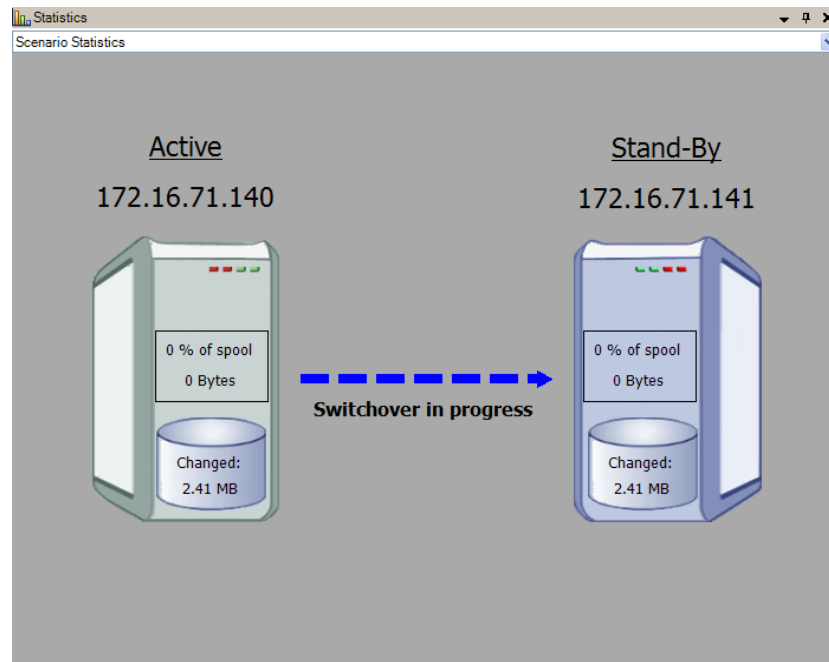 Statistics
Scenario Statistics
Active
Stand-By
172.16.71.140
172.16.71.141
0 % of spool
0 Bytes
0 % of spool
0 Bytes
Switchover in progress
Changed:
2.41 MB
Changed:
2.41 MB